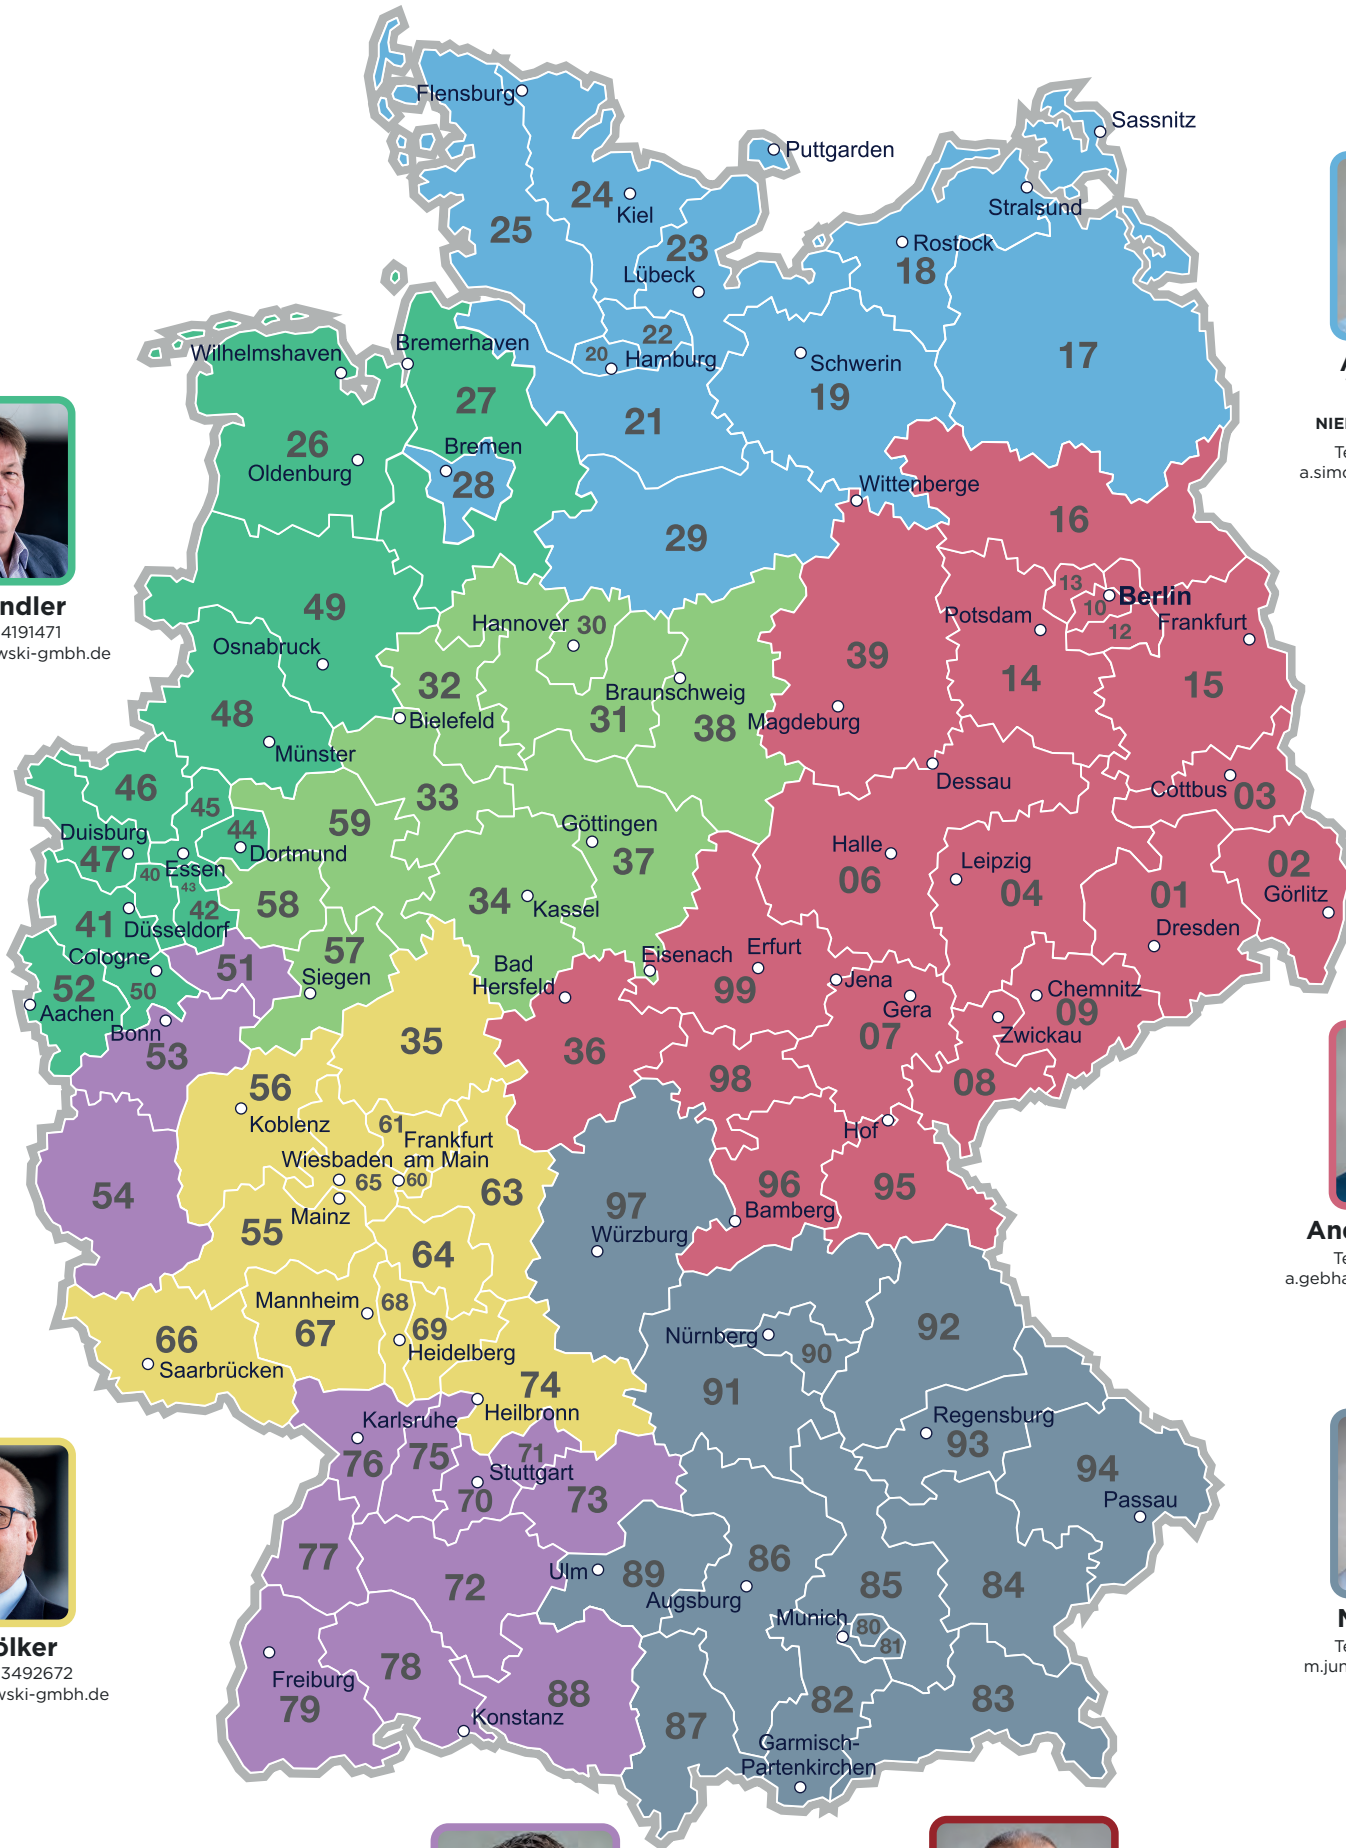 Flensburg
Sassnitz
Puttgarden
24
Kiel
Stralsund
25
23
Rostock
18
Lübeck
22
Bremerhaven
Wilhelmshaven
20
Hamburg
Schwerin
17
19
27
21
26
Oldenburg
Bremen
28
NIE
Te
a.simo
Wittenberge
29
16
13
Berlin
10
12
Frankfurt
Potsdam
ndler
4191471
wski-gmbh.de
49
Hannover
30
Osnabruck
39
32
Braunschweig
14
15
48
Bielefeld
31
38
Magdeburg
Münster
Dessau
46
45
33
59
Cottbus
03
Duisburg
44
Göttingen
47
Dortmund
Halle
Leipzig
02
40
Essen
43
37
06
04
01
Görlitz
41
42
58
34
Kassel
Düsseldorf
Dresden
Cologne
51
57
Eisenach
Erfurt
52
50
Siegen
Bad
Hersfeld
99
Jena
Chemnitz
Aachen
Gera
09
Bonn
53
35
36
07
Zwickau
56
98
08
Koblenz
61
Frankfurt
am Main
Hof
Wiesbaden
65
60
54
63
97
96
95
Mainz
Bamberg
55
Würzburg
64
And
Te
a.gebha
Mannheim
68
66
67
69
Nürnberg
92
Saarbrücken
Heidelberg
90
74
91
Karlsruhe
Heilbronn
Regensburg
76
75
71
93
Stuttgart
94
70
73
Passau
77
Ulm
89
86
72
Augsburg
85
84
Munich
80
81
ölker
3492672
wski-gmbh.de
M
Te
m.jun
Freiburg
78
79
88
82
83
Konstanz
87
Garmisch-
Partenkirchen